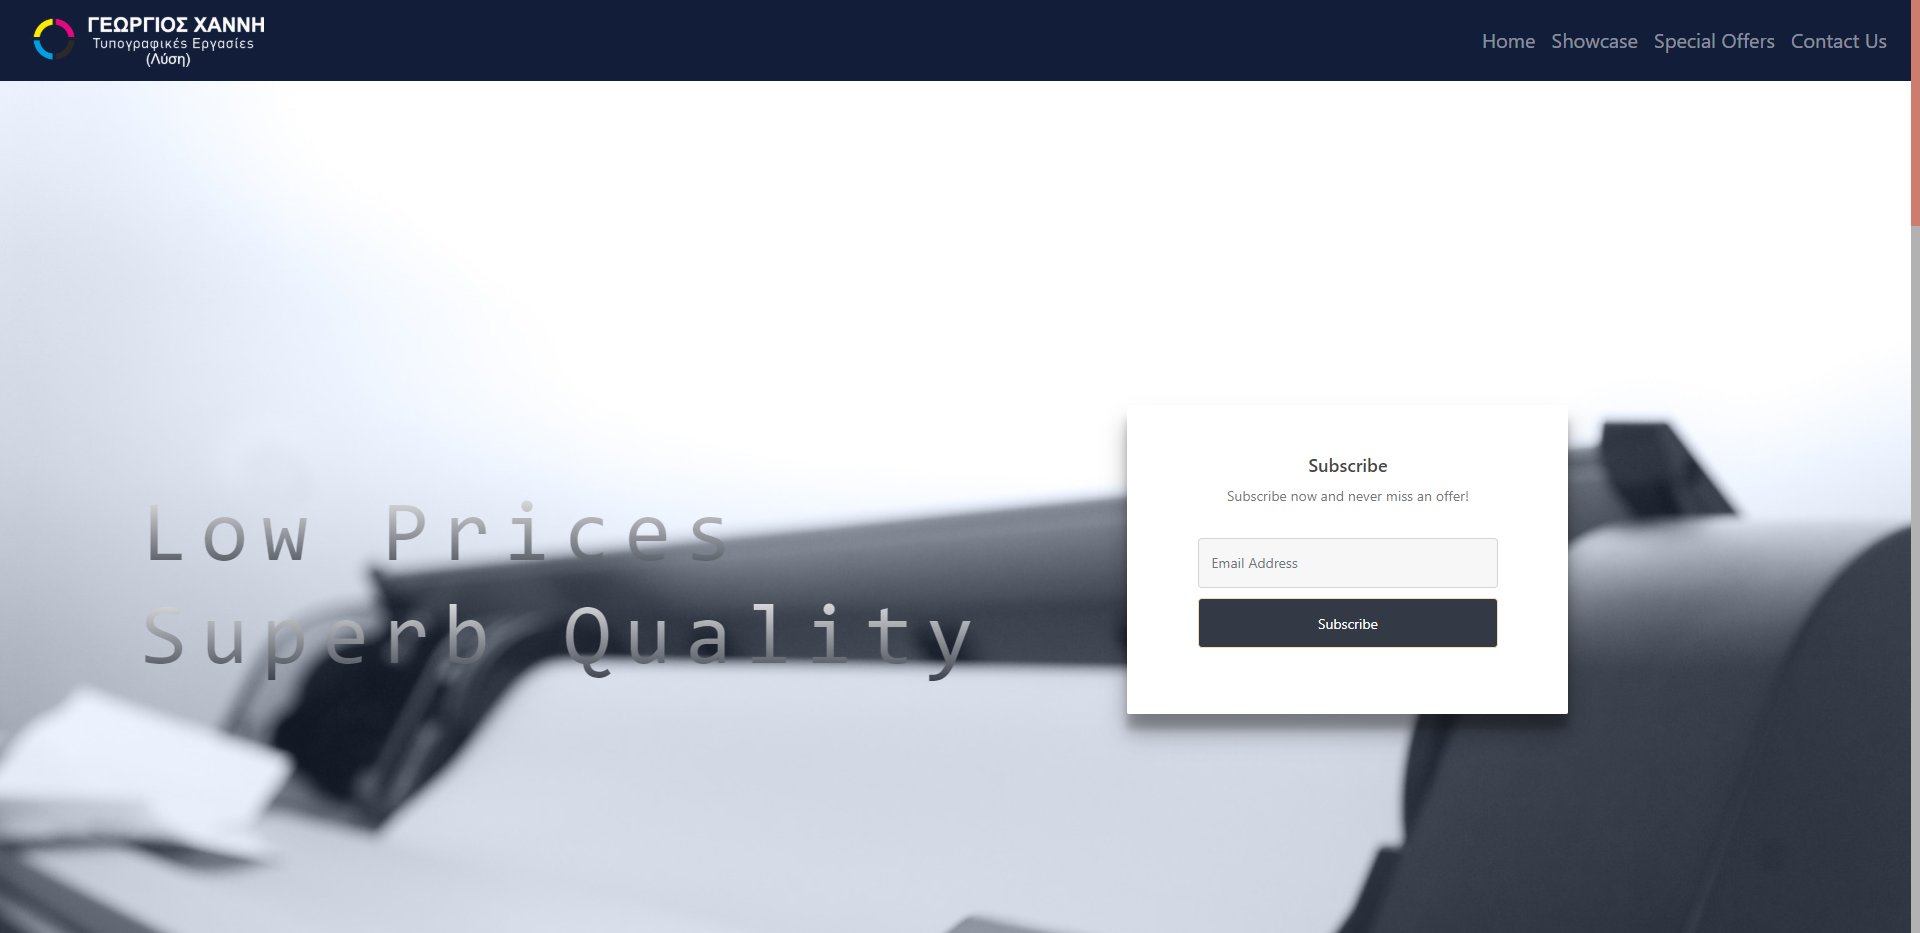 ΓΕΩΡΓΙΟΣ ΧΑΝΝΗ
Τυπογραφικές Εργασίες
(Λύση)
Home Showcase Special Offers Contact Us
Low Prices
Superb Quality
Subscribe
Subscribe now and never miss an offer!
Email Address
Subscribe